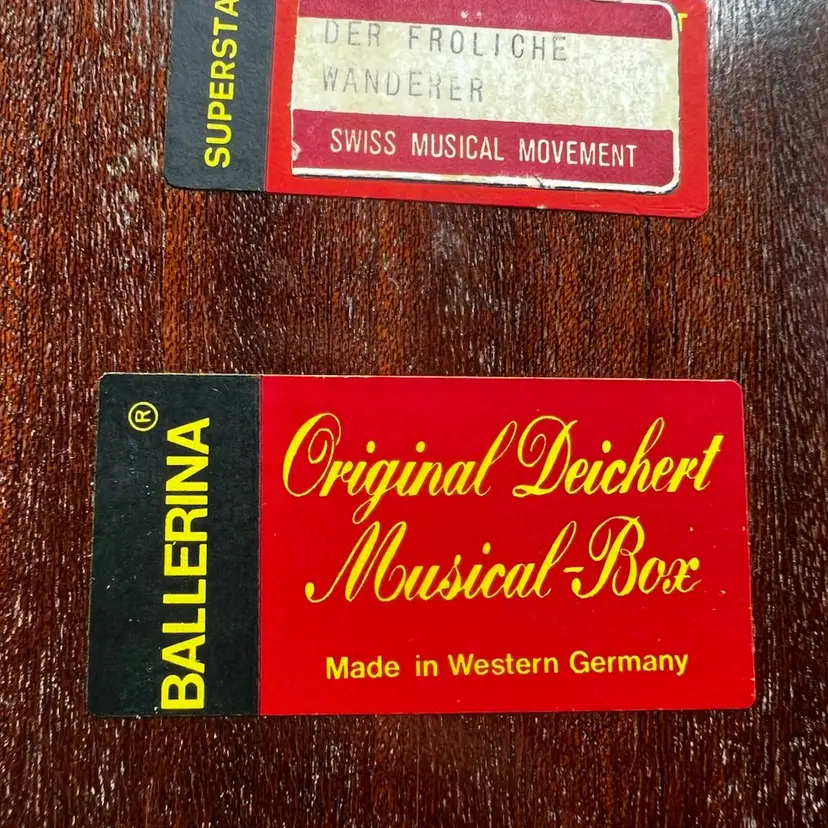 SUPERSTA
T
DER FROLICHE
WANDERER
SWISS MUSICAL MOVEMENT
BALLERINA ®
Original Deichert
Musical-Box
Made in Western Germany